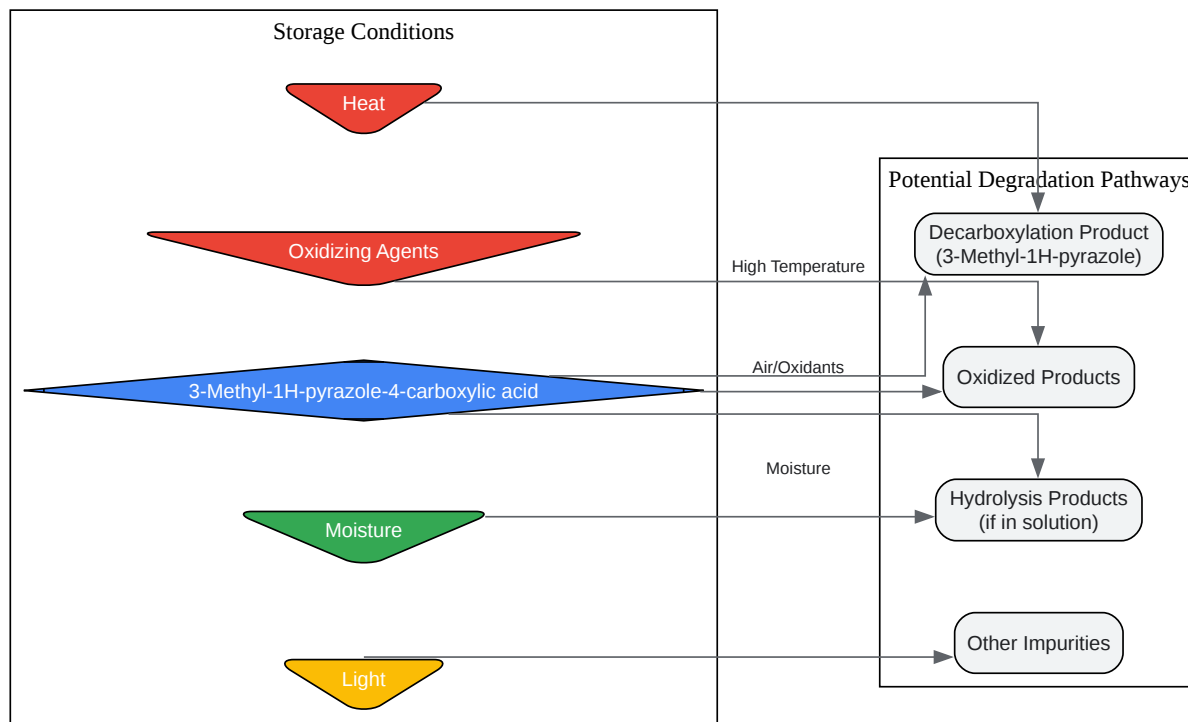 Storage Conditions
Heat
Potential Degradation Pathways
Decarboxylation Product
(3-Methyl-1H-pyrazole)
Oxidizing Agents
High Temperature
Air/Oxidants
Oxidized Products
3-Methyl-1H-pyrazole-4-carboxylic acid
Moisture
Hydrolysis Products
(if in solution)
Moisture
Other Impurities
Light